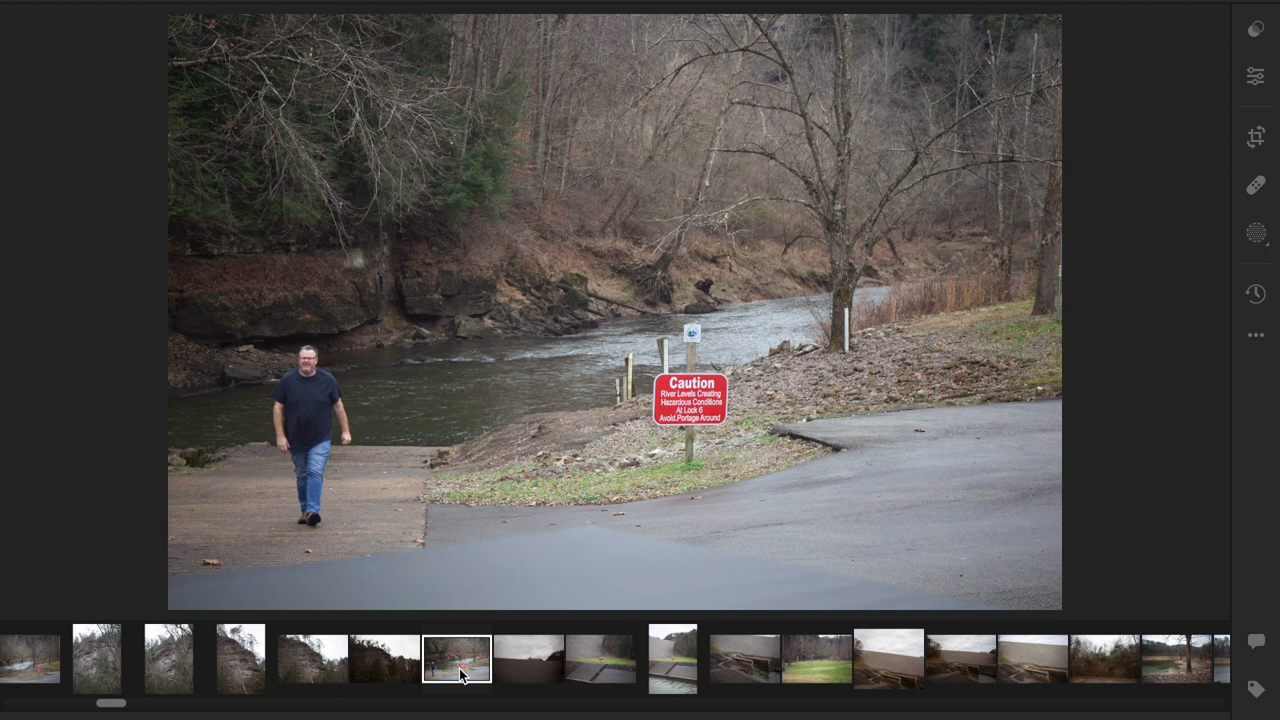 Caution
River Levels Creating
Hazardous Conditions
At Lock 6
Avoid.Portage Around